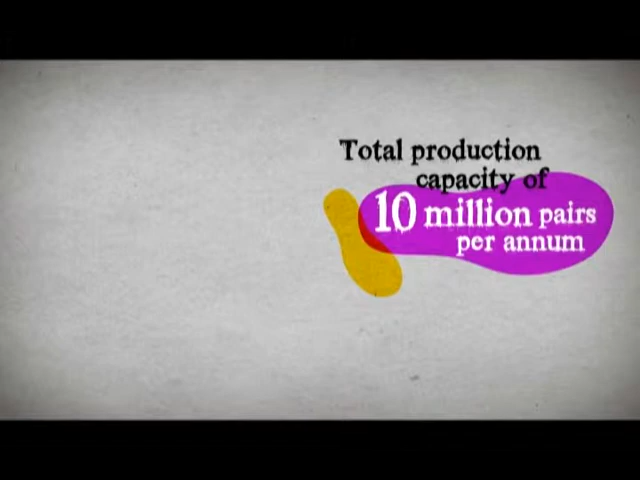 Total production
capacity of
10 million pairs
per annum